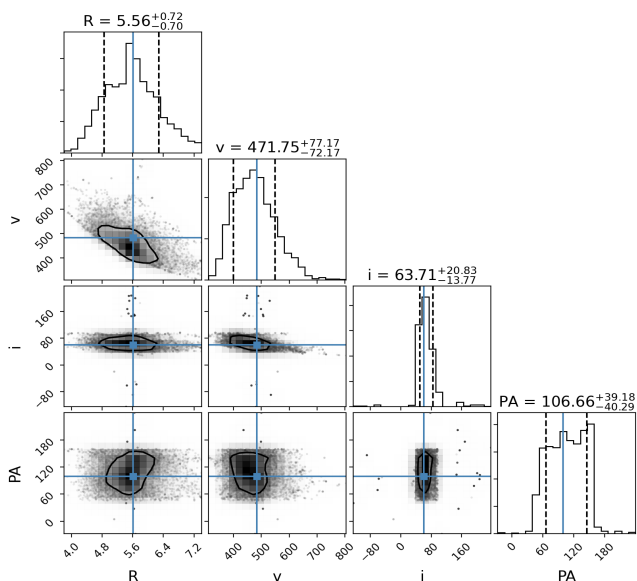 R = 5.56+0.72−0.70
v = 471.75+77.17−72.17
i = 63.71+20.83−13.77
PA = 106.66+39.18−40.29
v
800
700
600
500
400
i
160
80
0
−80
PA
180
120
60
0
4.0 4.8 5.6 6.4 7.2
R
400 500 600 700 800
v
−80 0 80 160
i
0 60 120 180
PA